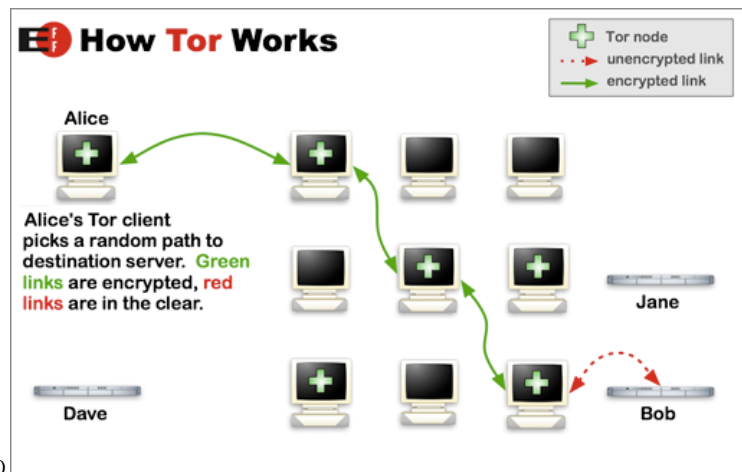 EFF How Tor Works
Tor node
unencrypted link
encrypted link
Alice
Alice's Tor client
picks a random path to
destination server. Green
links are encrypted, red
links are in the clear.
Jane
Dave
Bob